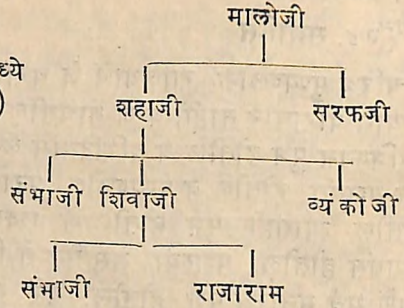 मालोजी
ध्ये
)
शहाजी सरफजी
संभाजी शिवाजी व्यंकोजी
संभाजी राजाराम